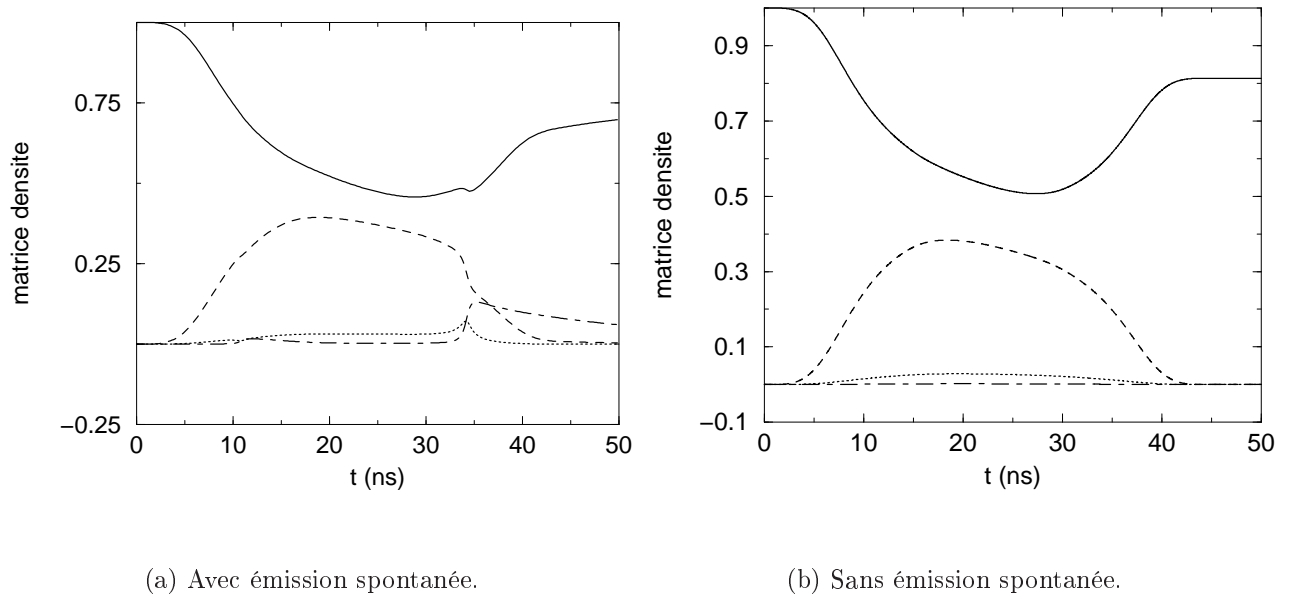 matrice densite
0.75
0.25
−0.25
0 10 20 30 40 50
t (ns)
(a) Avec émission spontanée.
matrice densite
0.9
0.7
0.5
0.3
0.1
−0.1
0 10 20 30 40 50
t (ns)
(b) Sans émission spontanée.